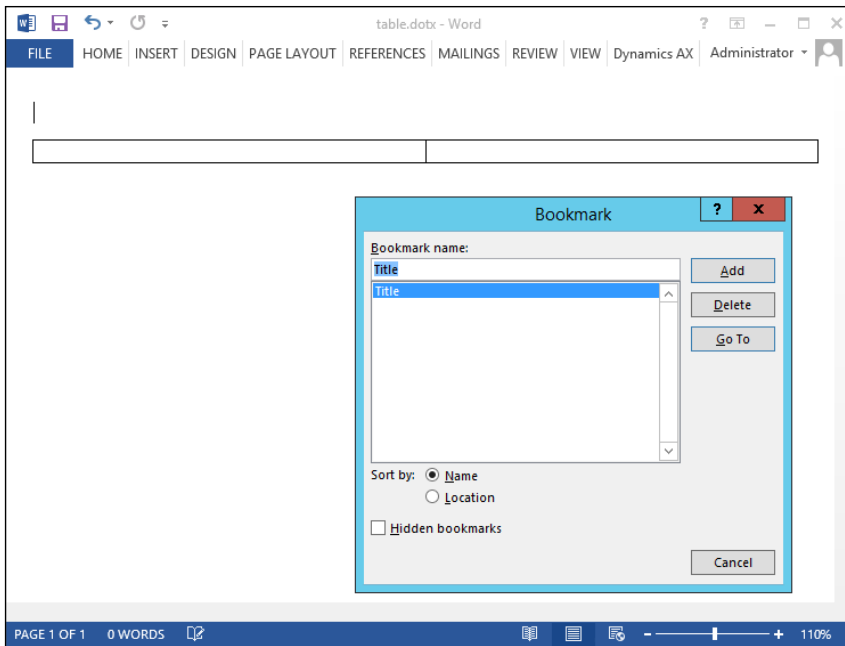 table.dotx - Word ?
FILE HOME INSERT DESIGN PAGE LAYOUT REFERENCES MAILINGS REVIEW VIEW Dynamics AX Administrator
Bookmark ? x
Bookmark name:
Title
Add
Title
Delete
Go To
Sort by: Name
Location
Hidden bookmarks
Cancel
PAGE 1 OF 1 0 WORDS - + 110%